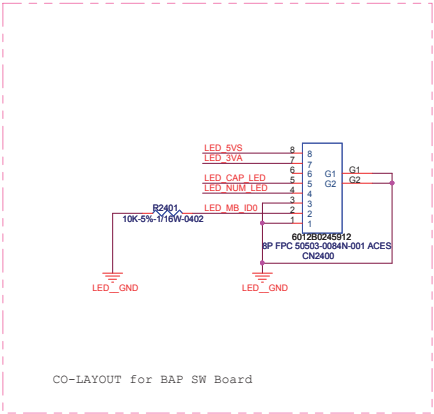 LED_5VS 8 8
LED_3VA 7 7
6 6 G1 G1
LED_CAP_LED 5 5 G2 G2
LED_NUM_LED 4 4
3 3
R2401 LED_MB_ID0 2 2
10K-5%-1/16W-0402 1 1
6012B0245912
8P FPC 50503-0084N-001 ACES
CN2400
LED__GND LED__GND
CO-LAYOUT for BAP SW Board